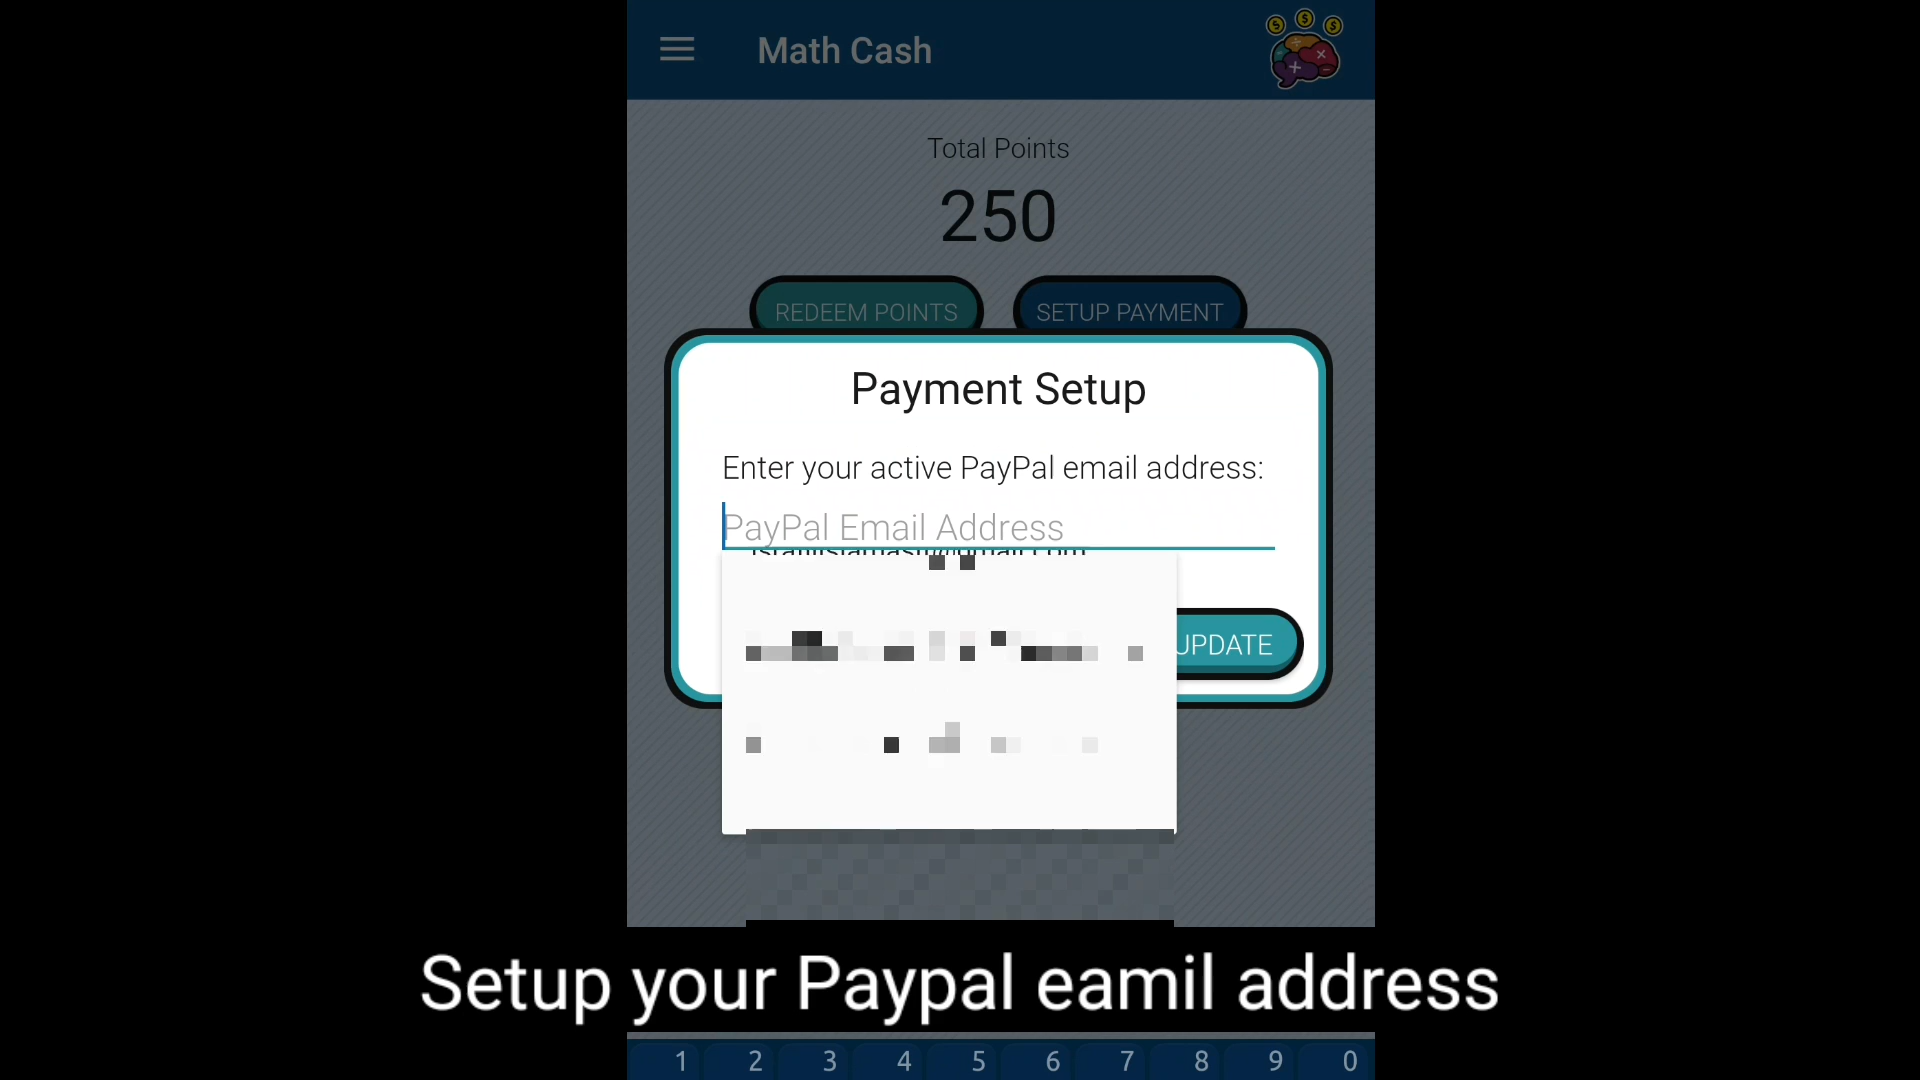 Math Cash
Total Points
250
REDEEM POINTS
SETUP PAYMENT
Payment Setup
Enter your active PayPal email address:
PayPal Email Address
UPDATE
Setup your Paypal eamil address
1 2 3 4 5 6 7 8 9 0